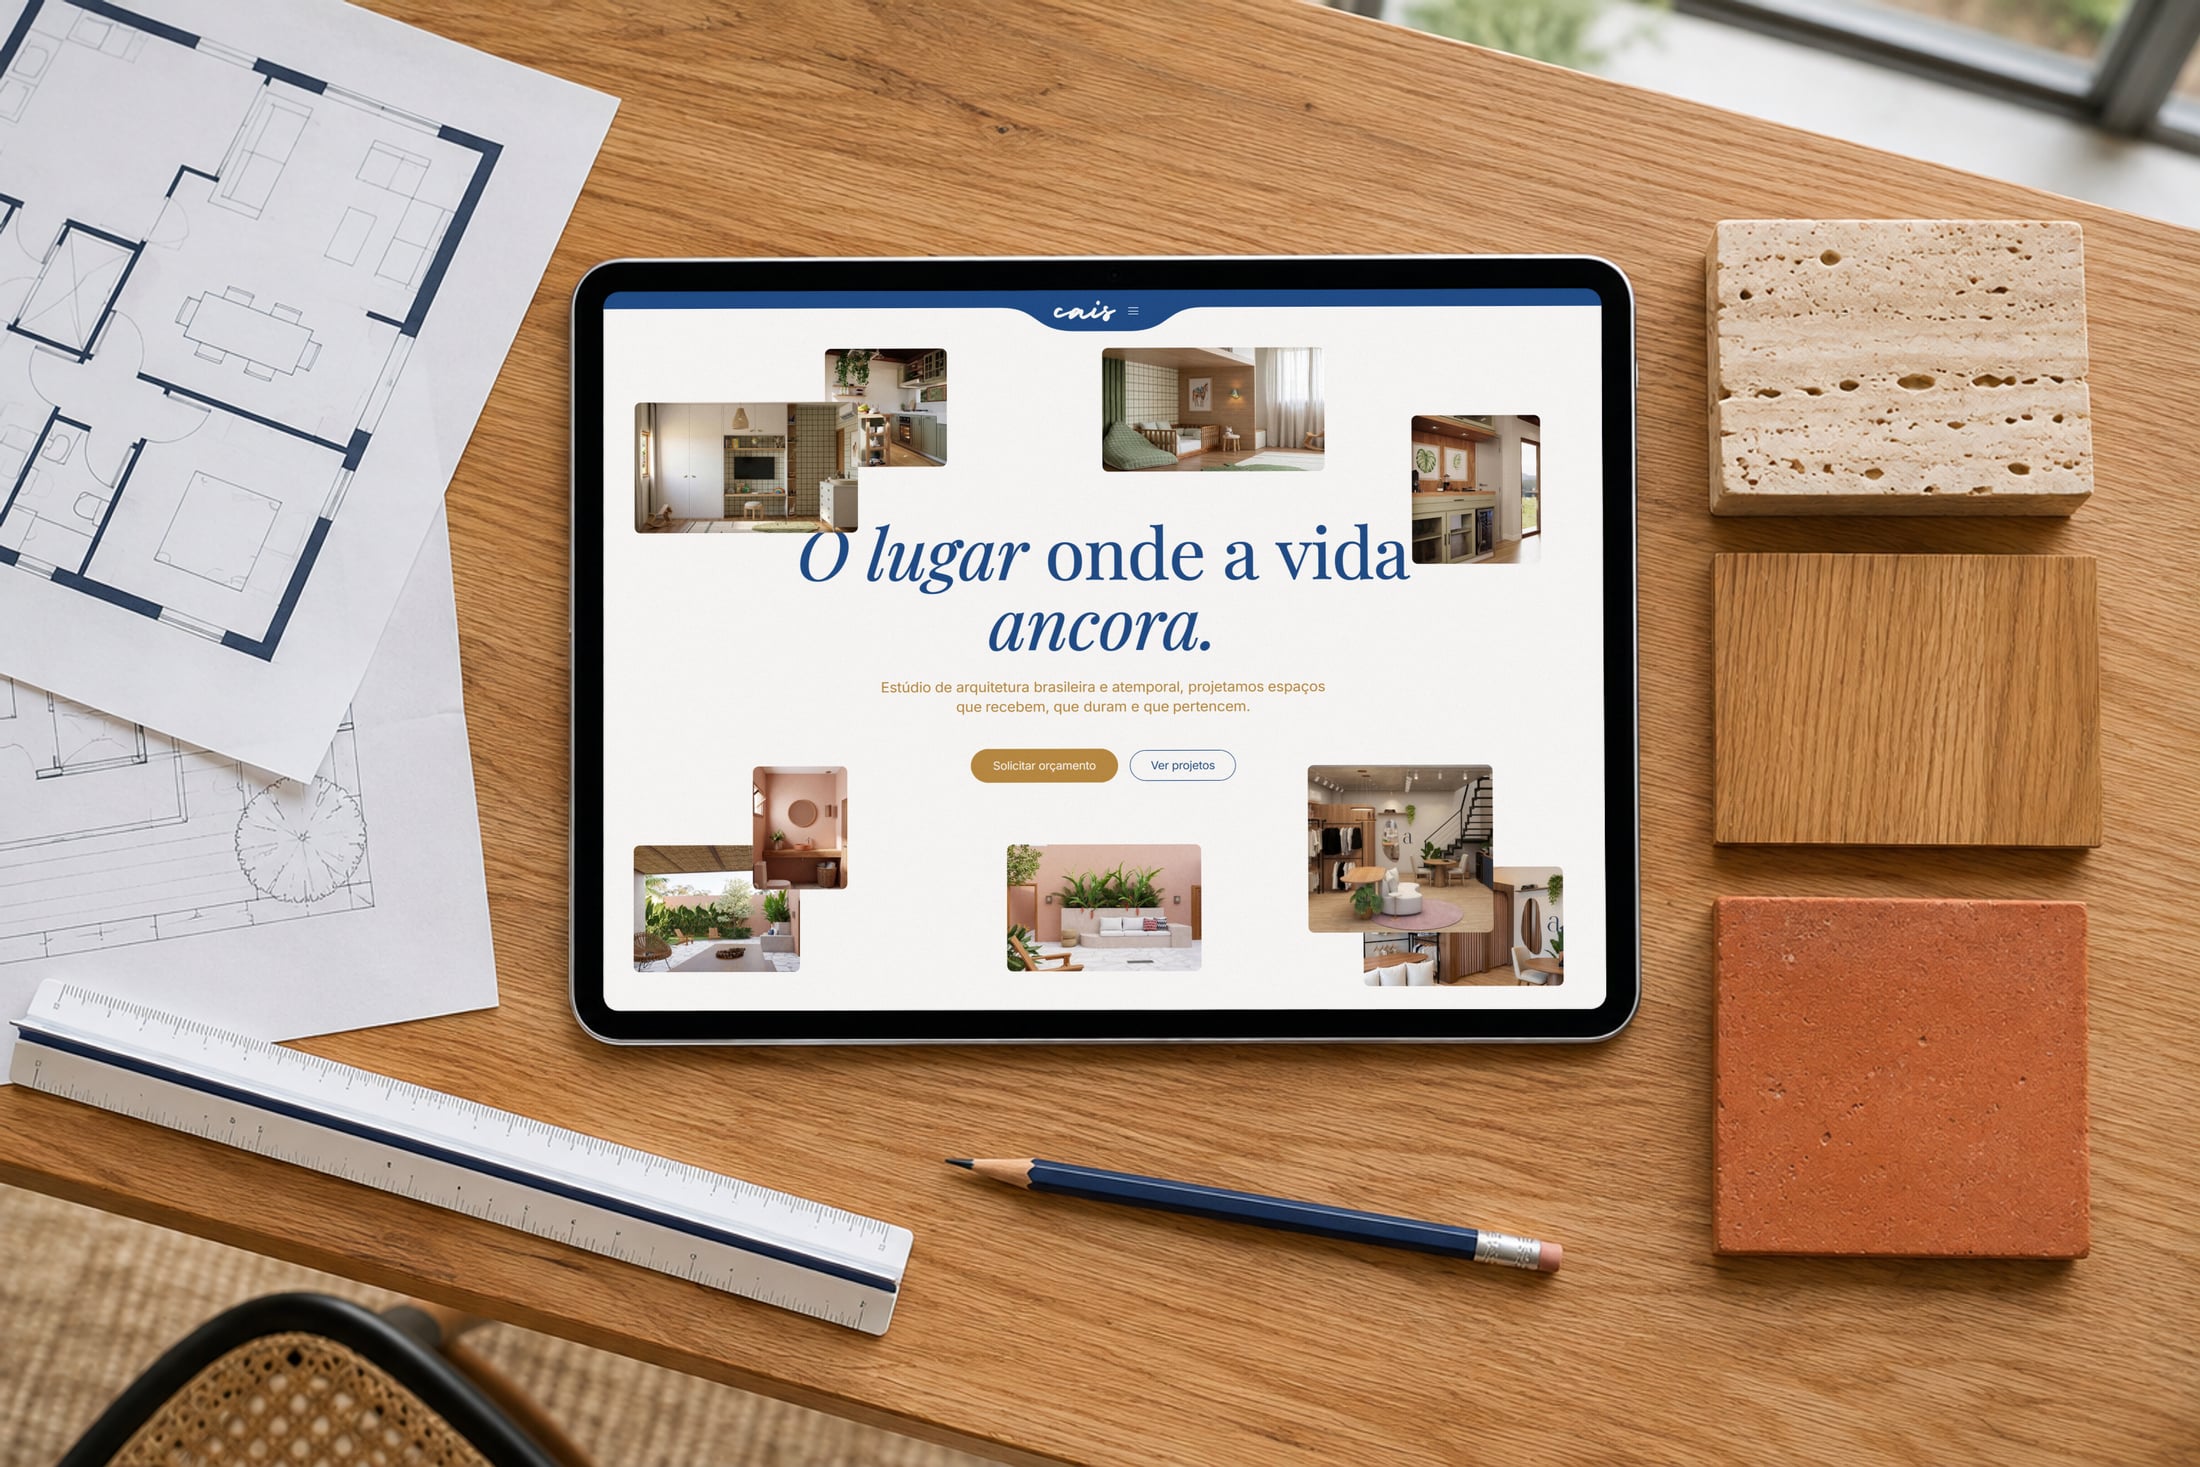 cais
O lugar onde a vida
ancora.
Estúdio de arquitetura brasileira e atemporal, projetamos espaços
que recebem, que duram e que pertencem.
Solicitar orçamento
Ver projetos
a
a